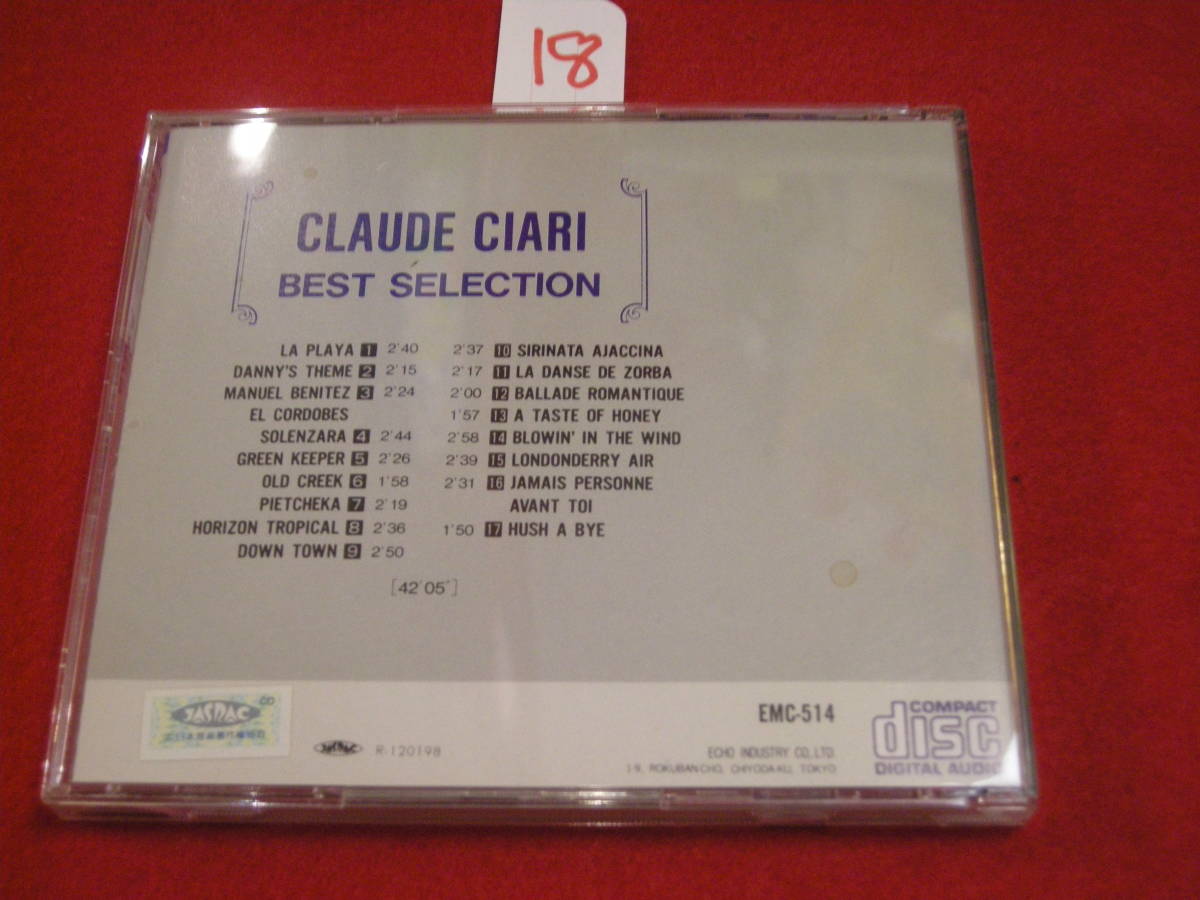 18
CLAUDE CIARI
BEST SELECTION
LA PLAYA 1 2'40
DANNY'S THEME 2 2'15
MANUEL BENITEZ 3 2'24
EL CORDOBES
SOLENZARA 4 2'44
GREEN KEEPER 5 2'26
OLD CREEK 6 1'58
PIETCHEKA 7 2'19
HORIZON TROPICAL 8 2'36
DOWN TOWN 9 2'50
2'37 10 SIRINATA AJACCINA
2'17 11 LA DANSE DE ZORBA
2'00 12 BALLADE ROMANTIQUE
1'57 13 A TASTE OF HONEY
2'58 14 BLOWIN' IN THE WIND
2'39 15 LONDONDERRY AIR
2'31 16 JAMAIS PERSONNE
AVANT TOI
1'50 17 HUSH A BYE
[42'05"]
JASRAC
JASRAC R-120198
EMC-514
ECHO INDUSTRY CO., LTD.
1-9, ROKUBANCHO, CHIYODA-KU, TOKYO
COMPACT
disc
DIGITAL AUDIO